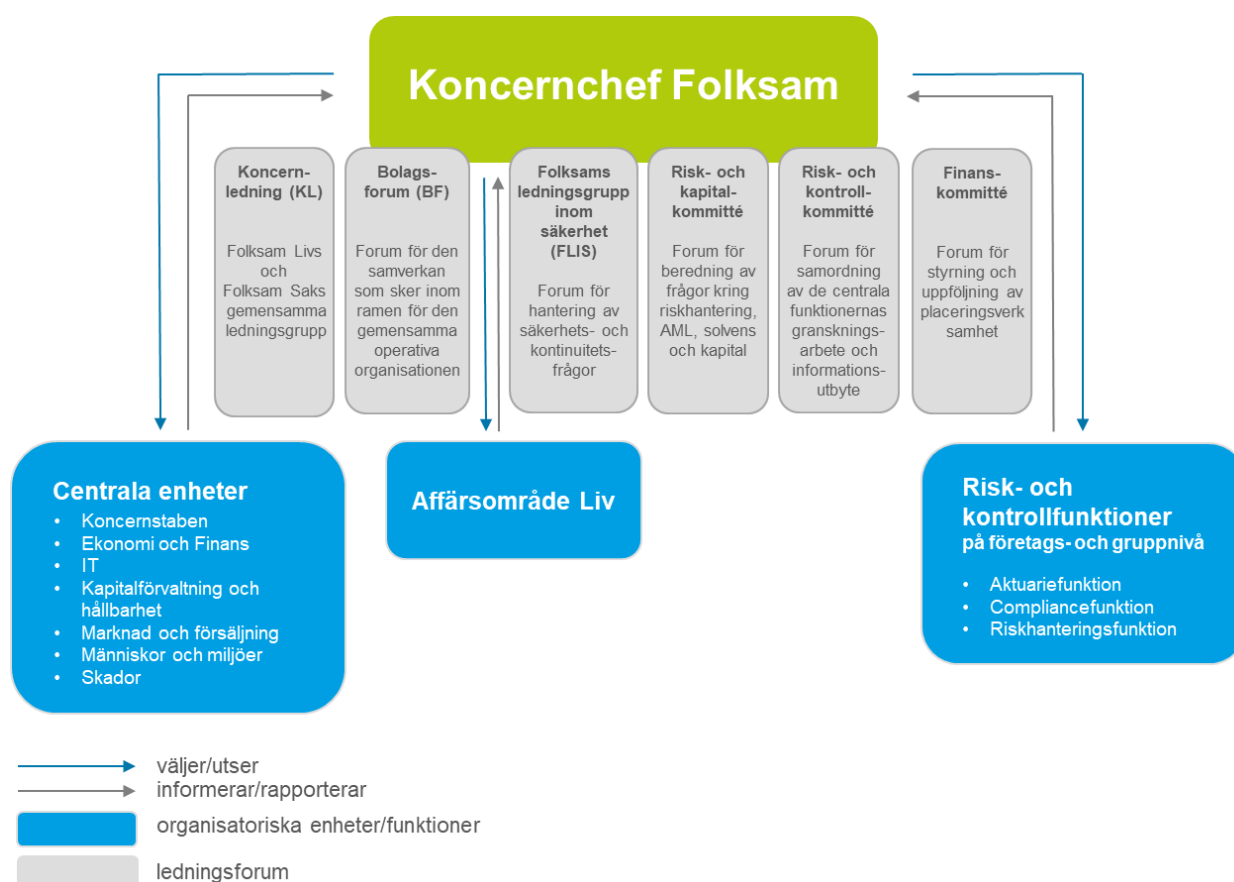 Koncernchef Folksam
Koncern-
ledning (KL)
Folksam Livs
och
Folksam Saks
gemensamma
ledningsgrupp
Bolags-
forum (BF)
Forum för den
samverkan
som sker inom
ramen för den
gemensamma
operativa
organisationen
Folksams
ledningsgrupp
inom
säkerhet
(FLIS)
Forum för
hantering av
säkerhets- och
kontinuitets-
frågor
Risk- och
kapital-
kommitté
Forum för
beredning av
frågor kring
riskhantering,
AML, solvens
och kapital
Risk- och
kontroll-
kommitté
Forum för
samordning
av de centrala
funktionernas
gransknings-
arbete och
informations-
utbyte
Finans-
kommitté
Forum för
styrning och
uppföljning av
placeringsverk
samhet
Centrala enheter
• Koncernstaben
• Ekonomi och Finans
• IT
• Kapitalförvaltning och
hållbarhet
• Marknad och försäljning
• Människor och miljöer
• Skador
Affärsområde Liv
Risk- och
kontrollfunktioner
på företags- och gruppnivå
• Aktuariefunktion
• Compliancefunktion
• Riskhanteringsfunktion
väljer/utser
informerar/rapporterar
organisatoriska enheter/funktioner
ledningsforum